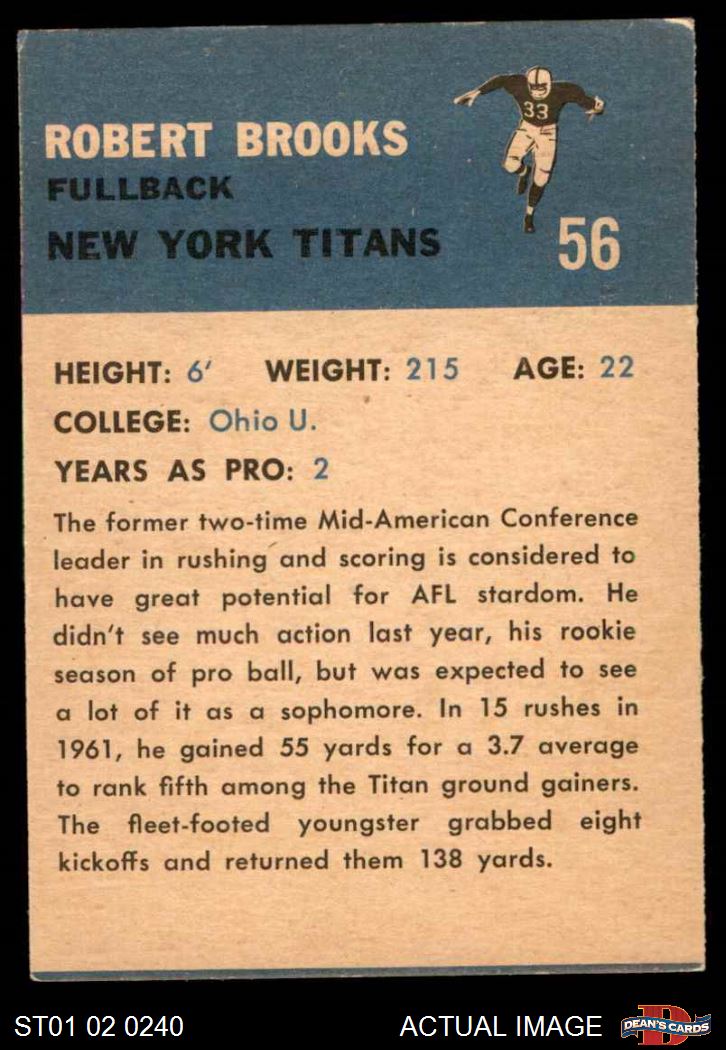 ROBERT BROOKS
FULLBACK
NEW YORK TITANS
33
56
HEIGHT: 6' WEIGHT: 215 AGE: 22
COLLEGE: Ohio U.
YEARS AS PRO: 2
The former two-time Mid-American Conference
leader in rushing and scoring is considered to
have great potential for AFL stardom. He
didn't see much action last year, his rookie
season of pro ball, but was expected to see
a lot of it as a sophomore. In 15 rushes in
1961, he gained 55 yards for a 3.7 average
to rank fifth among the Titan ground gainers.
The fleet-footed youngster grabbed eight
kickoffs and returned them 138 yards.
ST01 02 0240 ACTUAL IMAGE
D
DEAN'S CARDS